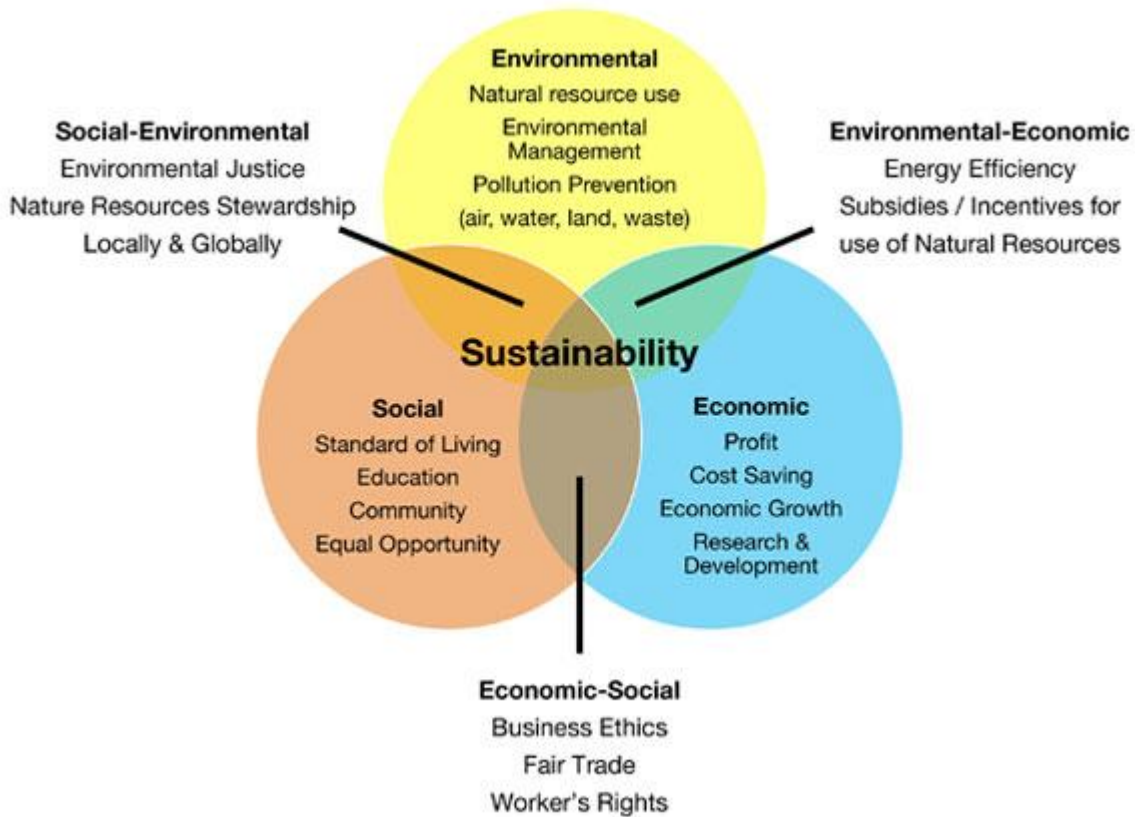 Environmental
Natural resource use
Environmental
Management
Pollution Prevention
(air, water, land, waste)
Social-Environmental
Environmental Justice
Nature Resources Stewardship
Locally & Globally
Environmental-Economic
Energy Efficiency
Subsidies / Incentives for
use of Natural Resources
Sustainability
Social
Standard of Living
Education
Community
Equal Opportunity
Economic
Profit
Cost Saving
Economic Growth
Research &
Development
Economic-Social
Business Ethics
Fair Trade
Worker's Rights